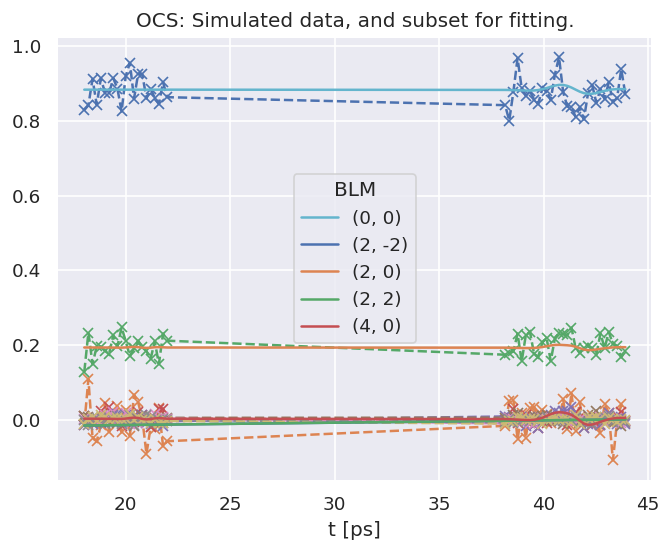 OCS: Simulated data, and subset for fitting.
1.0
0.8
0.6
0.4
0.2
0.0
BLM
(0, 0)
(2, -2)
(2, 0)
(2, 2)
(4, 0)
20 25 30 35 40 45
t [ps]